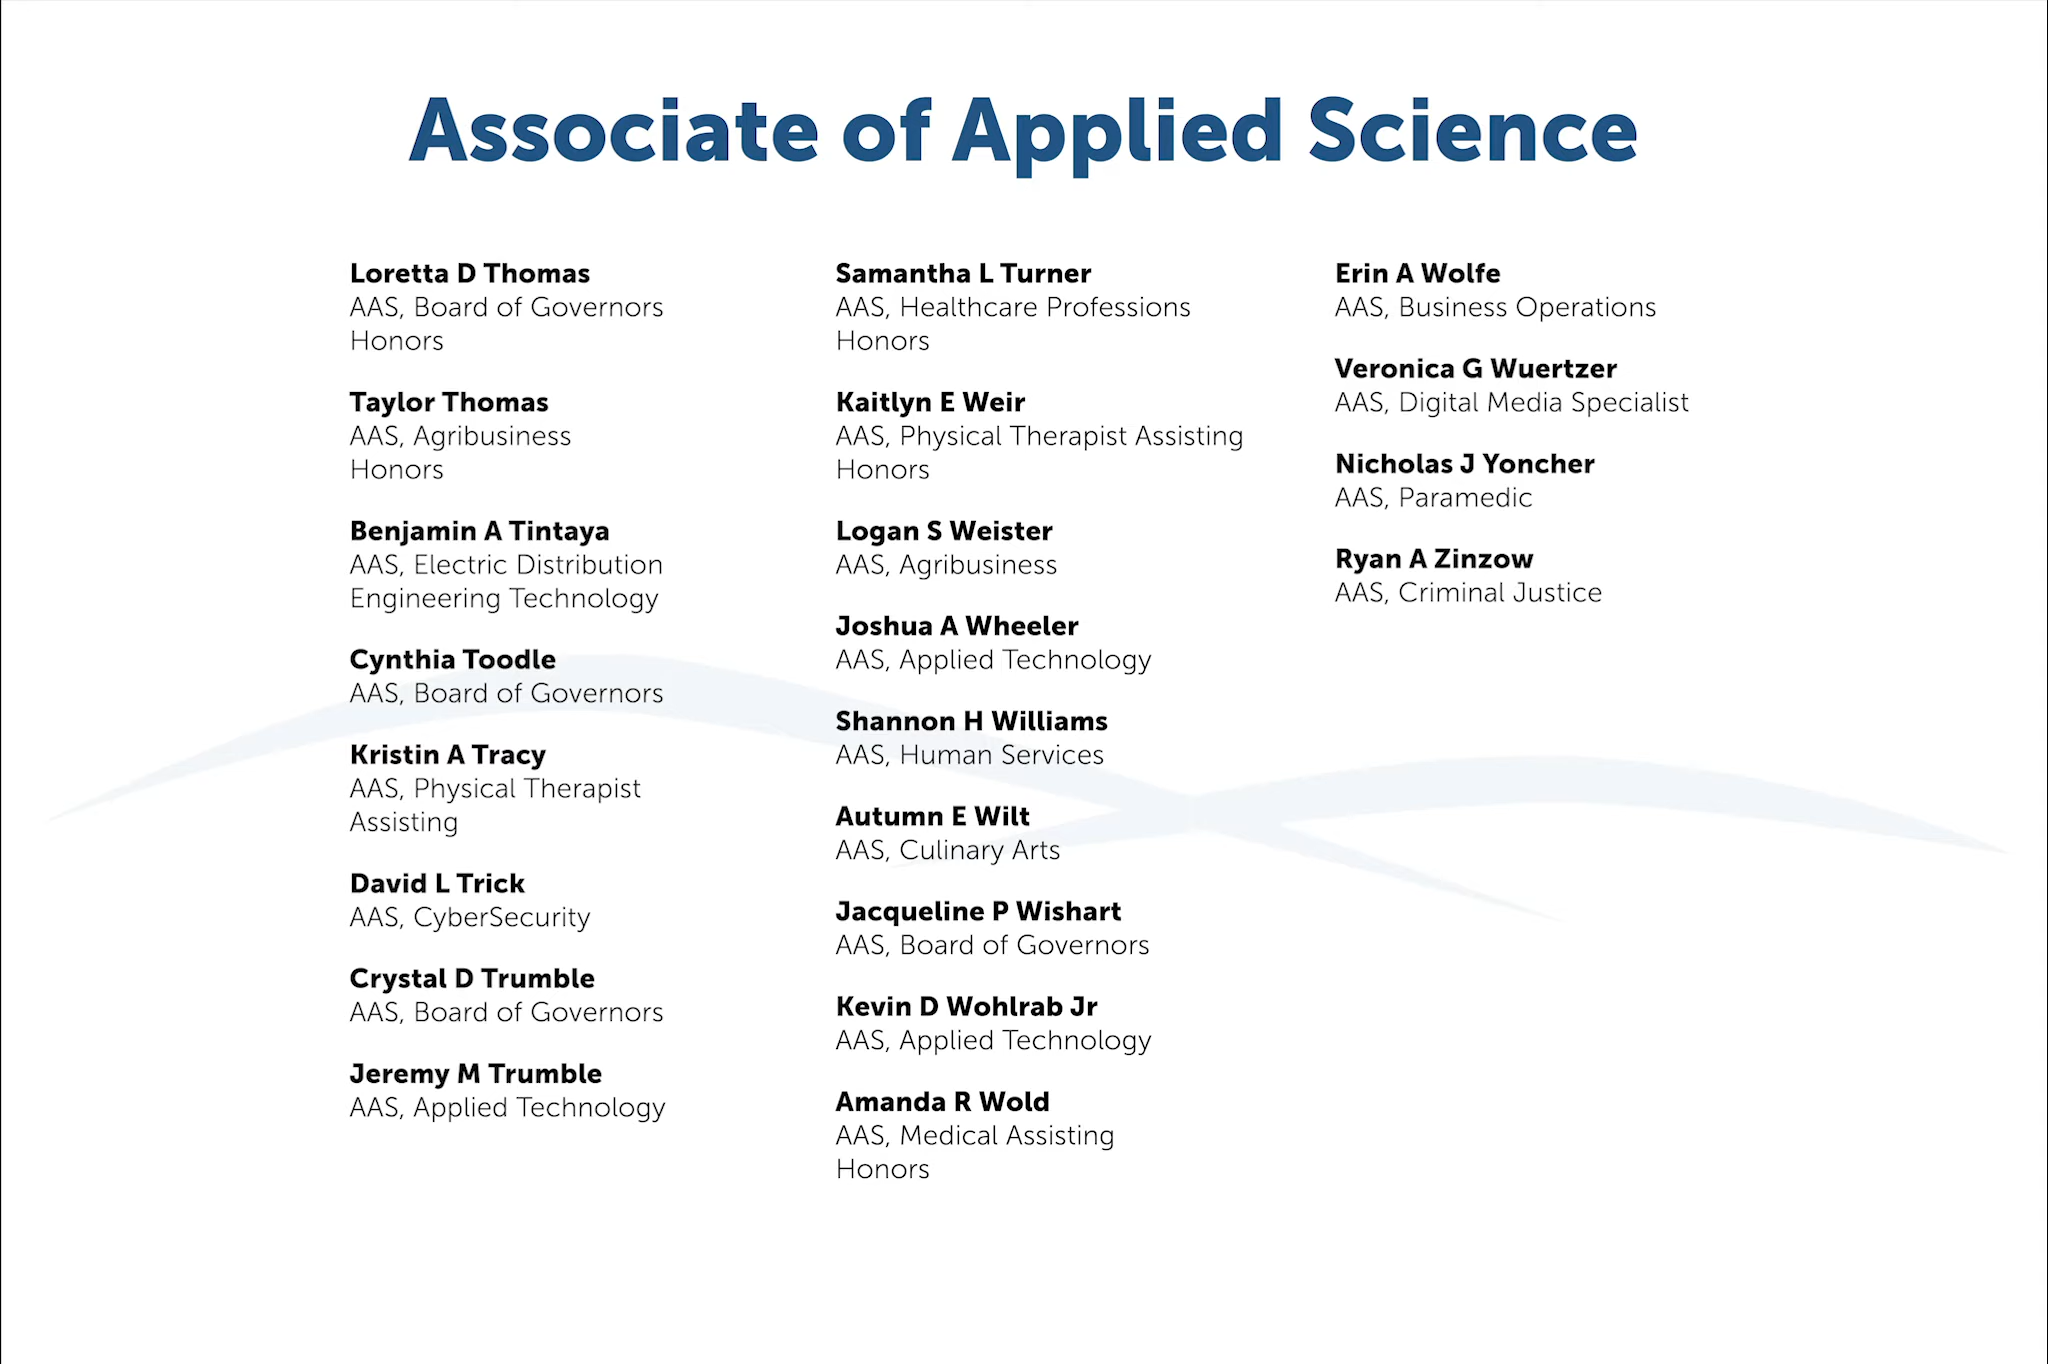 Associate of Applied Science
Loretta D Thomas
AAS, Board of Governors
Honors
Taylor Thomas
AAS, Agribusiness
Honors
Benjamin A Tintaya
AAS, Electric Distribution
Engineering Technology
Cynthia Toodle
AAS, Board of Governors
Kristin A Tracy
AAS, Physical Therapist
Assisting
David L Trick
AAS, CyberSecurity
Crystal D Trumble
AAS, Board of Governors
Jeremy M Trumble
AAS, Applied Technology
Samantha L Turner
AAS, Healthcare Professions
Honors
Kaitlyn E Weir
AAS, Physical Therapist Assisting
Honors
Logan S Weister
AAS, Agribusiness
Joshua A Wheeler
AAS, Applied Technology
Shannon H Williams
AAS, Human Services
Autumn E Wilt
AAS, Culinary Arts
Jacqueline P Wishart
AAS, Board of Governors
Kevin D Wohlrab Jr
AAS, Applied Technology
Amanda R Wold
AAS, Medical Assisting
Honors
Erin A Wolfe
AAS, Business Operations
Veronica G Wuertzer
AAS, Digital Media Specialist
Nicholas J Yoncher
AAS, Paramedic
Ryan A Zinzow
AAS, Criminal Justice